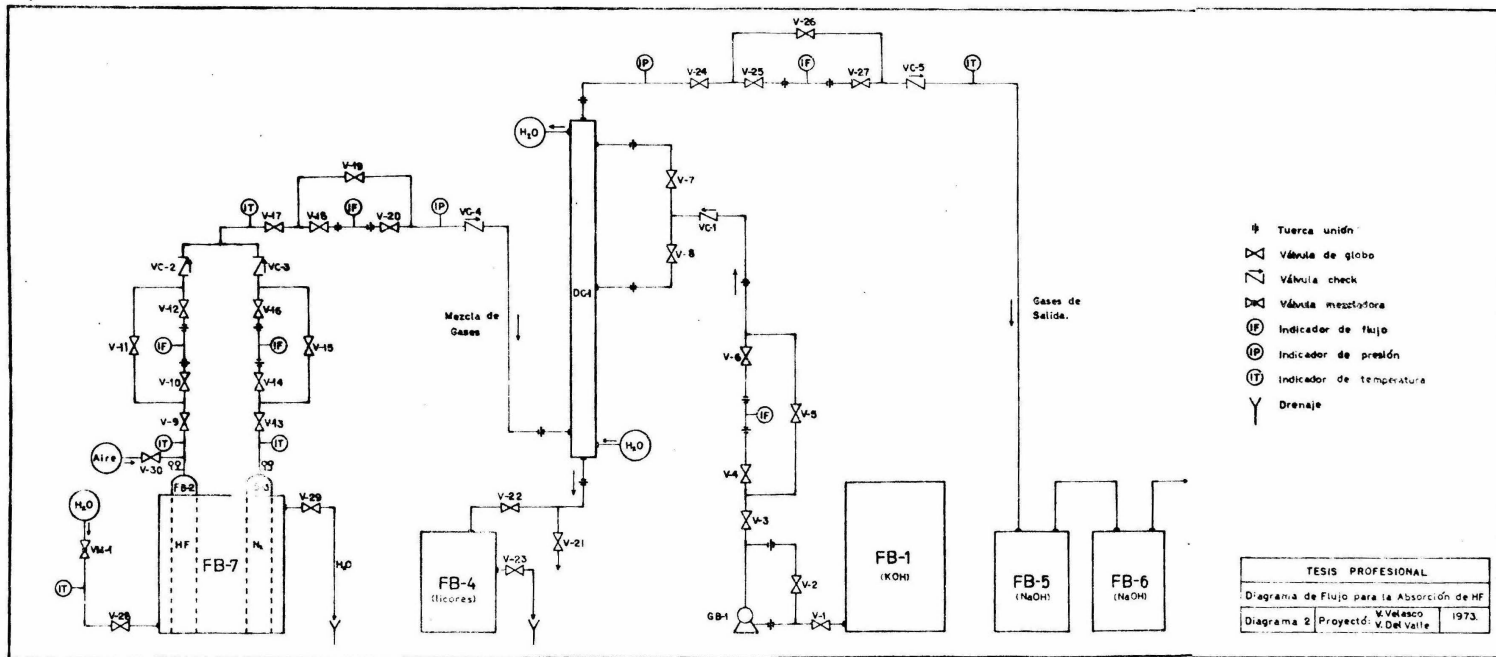 V-26
IP
V-24
V-25
IF
V-27
VC-5
IT
H₂O
V-19
IT
V-17
V-18
IF
V-20
IP
VC-4
V-7
VC-1
V-8
DC-1
VC-2
VC-3
V-12
V-16
V-11
IF
IF
V-15
V-10
V-14
V-9
V-13
IT
IT
Aire
V-30
Mezcla de
Gases
Gases de
Salida.
V-6
V-5
IF
V-4
V-3
V-2
V-1
GB-1
H₂O
FB-2
HF
N₂
FB-7
V-29
H₂O
H₂O
VM-1
IT
V-28
V-22
V-21
V-23
FB-4
(licores)
FB-1
(KOH)
FB-5
(NaOH)
FB-6
(NaOH)
Tuerca unión
Válvula de globo
Válvula check
Válvula mezcladora
IF Indicador de flujo
IP Indicador de presión
IT Indicador de temperatura
Drenaje
TESIS PROFESIONAL
Diagrama de Flujo para la Absorción de HF
Diagrama 2 Proyectó: V. Velasco
V. Del Valle 1973.